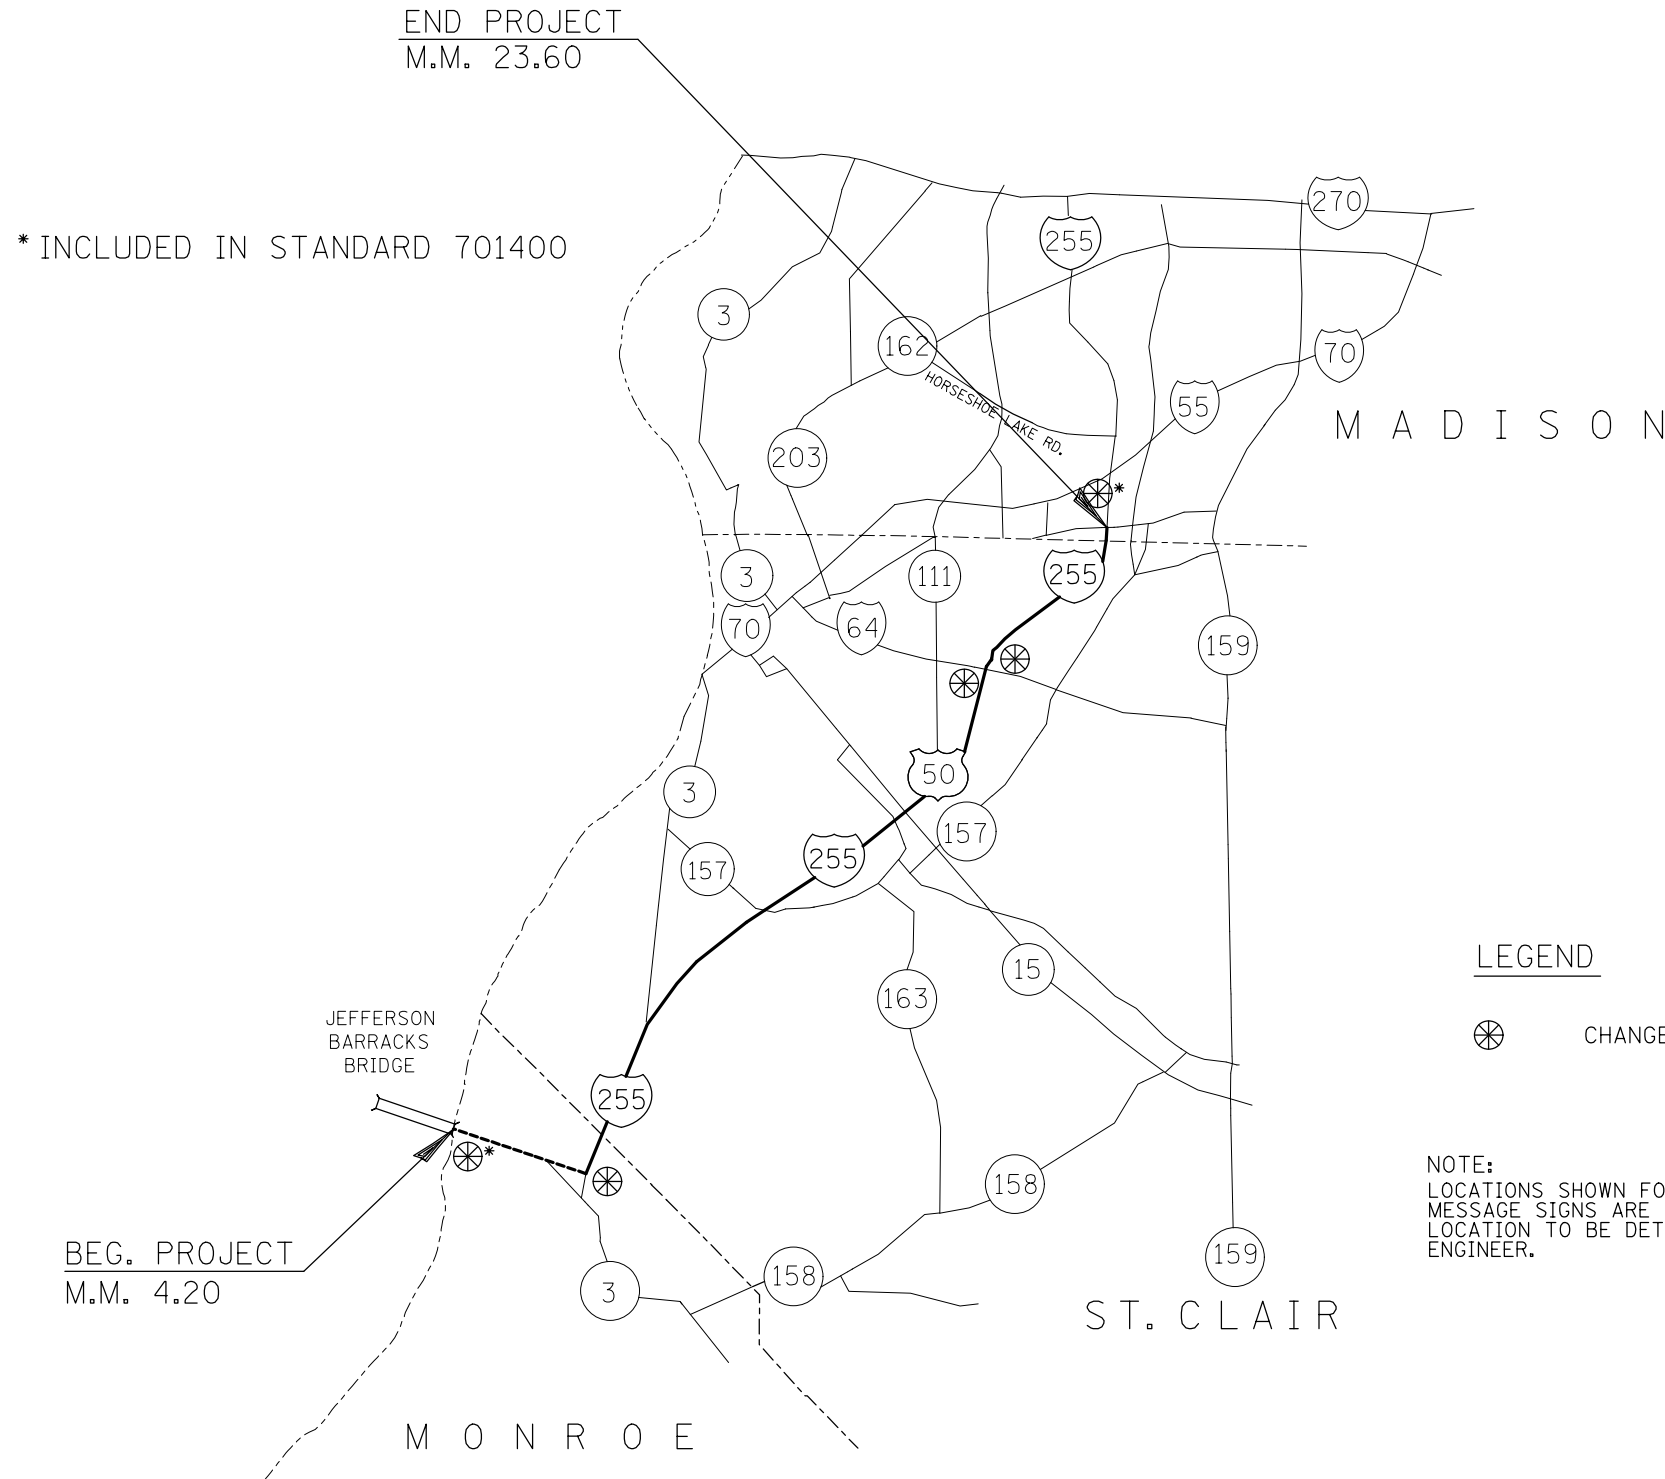 END PROJECT
M.M. 23.60
* INCLUDED IN STANDARD 701400
270
255
3
162
70
HORSESHOE LAKE RD.
55
MADISON
203
*
3
111
255
70
64
159
50
3
157
255
157
LEGEND
15
163
JEFFERSON
BARRACKS
BRIDGE
CHANGE
255
*
NOTE:
158
LOCATIONS SHOWN FO
MESSAGE SIGNS ARE
LOCATION TO BE DET
ENGINEER.
BEG. PROJECT
M.M. 4.20
159
158
3
ST. CLAIR
MONROE